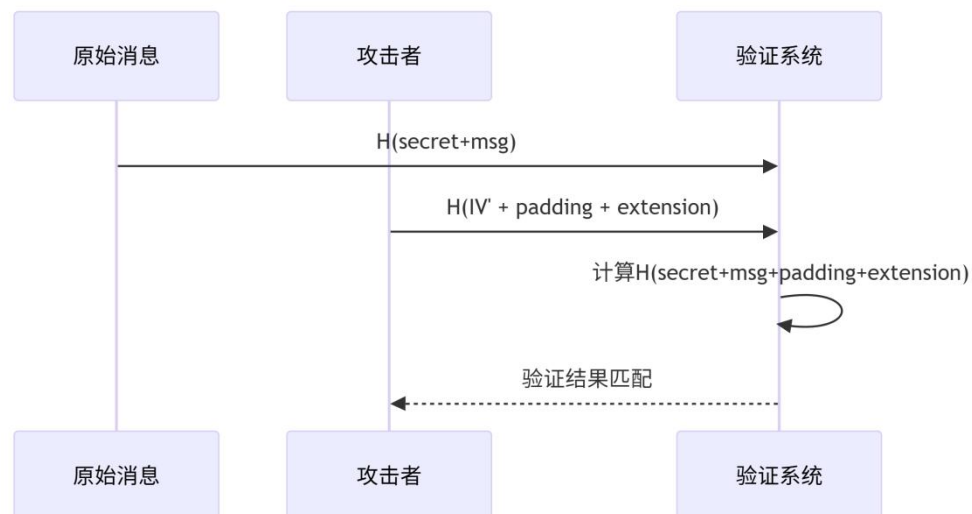 原始消息
攻击者
验证系统
H(secret+msg)
H(IV' + padding + extension)
计算H(secret+msg+padding+extension)
验证结果匹配
原始消息
攻击者
验证系统